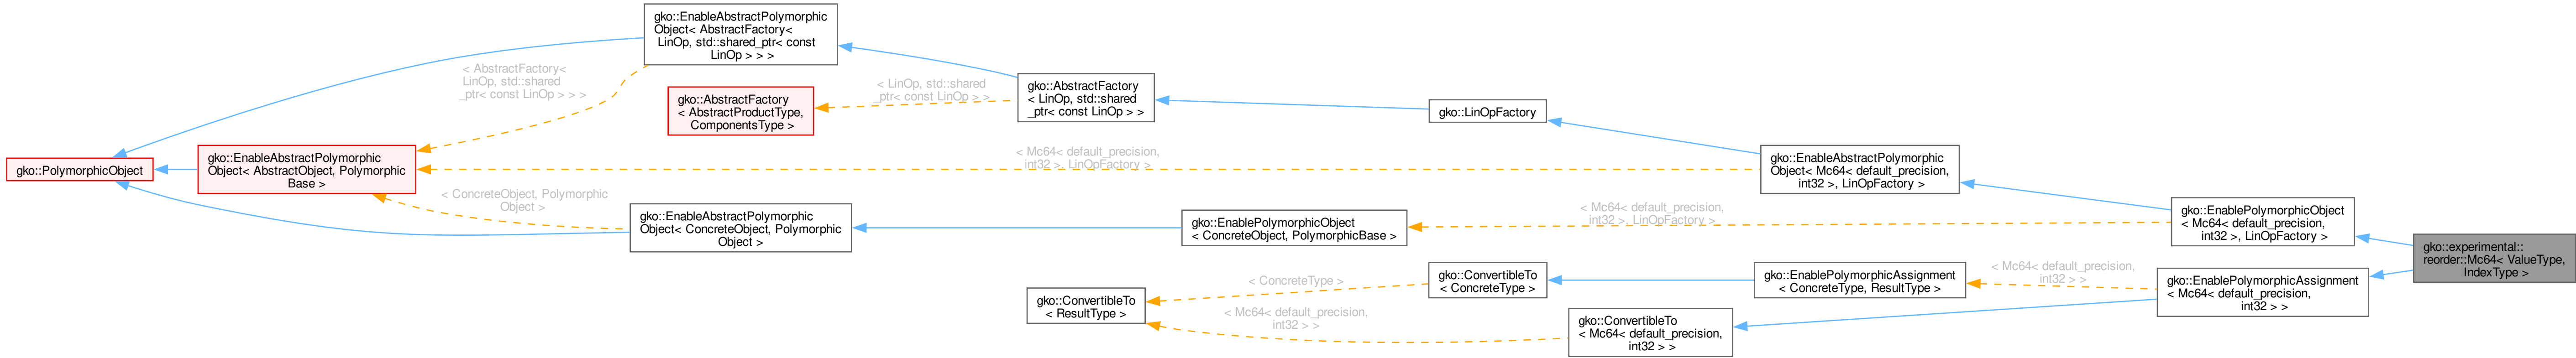 gko::EnableAbstractPolymorphic
Object< AbstractFactory<
LinOp, std::shared_ptr< const
LinOp > > >
< AbstractFactory<
LinOp, std::shared
_ptr< const LinOp > > >
gko::AbstractFactory
< AbstractProductType,
ComponentsType >
< LinOp, std::shared
_ptr< const LinOp > >
gko::AbstractFactory
< LinOp, std::shared
_ptr< const LinOp > >
gko::LinOpFactory
gko::PolymorphicObject
gko::EnableAbstractPolymorphic
Object< AbstractObject, Polymorphic
Base >
< Mc64< default_precision,
int32 >, LinOpFactory >
gko::EnableAbstractPolymorphic
Object< Mc64< default_precision,
int32 >, LinOpFactory >
< ConcreteObject, Polymorphic
Object >
gko::EnableAbstractPolymorphic
Object< ConcreteObject, Polymorphic
Object >
gko::EnablePolymorphicObject
< ConcreteObject, PolymorphicBase >
< Mc64< default_precision,
int32 >, LinOpFactory >
gko::EnablePolymorphicObject
< Mc64< default_precision,
int32 >, LinOpFactory >
gko::experimental::
reorder::Mc64< ValueType,
IndexType >
gko::ConvertibleTo
< ResultType >
< ConcreteType >
gko::ConvertibleTo
< ConcreteType >
gko::EnablePolymorphicAssignment
< ConcreteType, ResultType >
< Mc64< default_precision,
int32 > >
gko::EnablePolymorphicAssignment
< Mc64< default_precision,
int32 > >
< Mc64< default_precision,
int32 > >
gko::ConvertibleTo
< Mc64< default_precision,
int32 > >